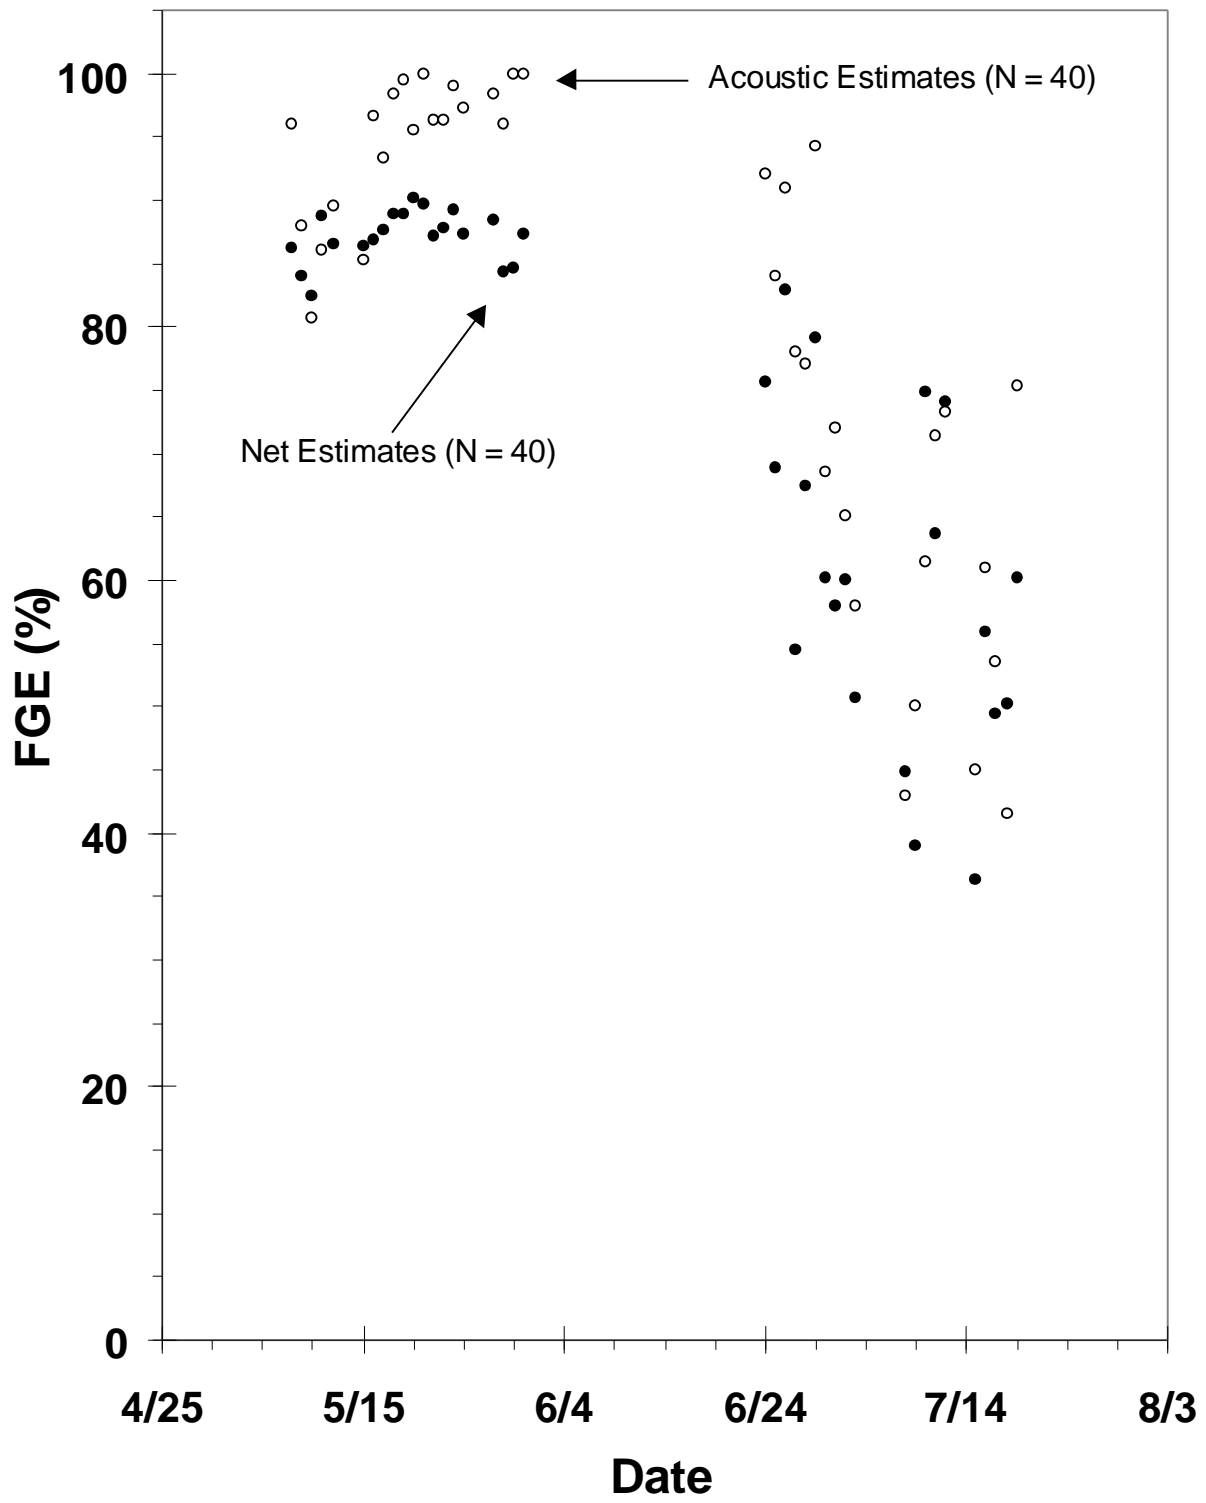 100
Acoustic Estimates (N = 40)
80
Net Estimates (N = 40)
60
FGE (%)
40
20
0
4/25 5/15 6/4 6/24 7/14 8/3
Date